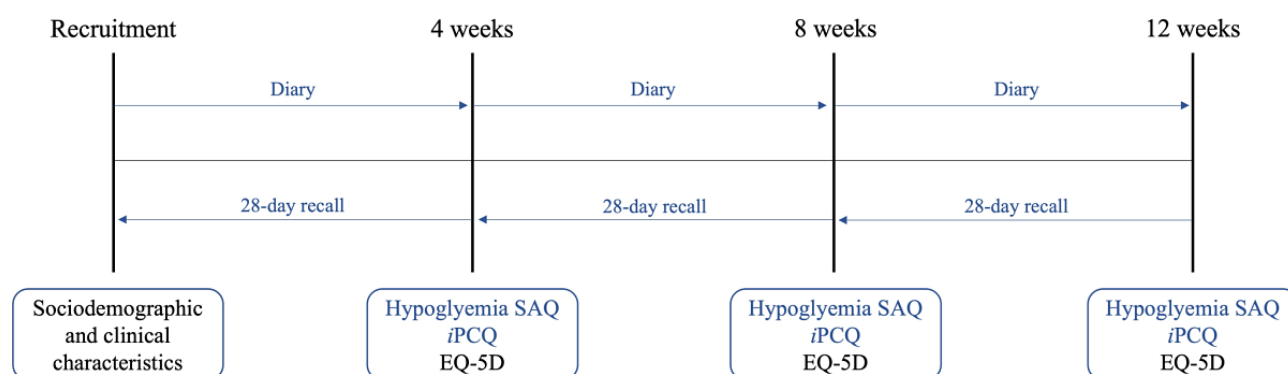 Recruitment
4 weeks
8 weeks
12 weeks
Diary
Diary
Diary
28-day recall
28-day recall
28-day recall
Sociodemographic
and clinical
characteristics
Hypoglyemia SAQ
iPCQ
EQ-5D
Hypoglyemia SAQ
iPCQ
EQ-5D
Hypoglyemia SAQ
iPCQ
EQ-5D